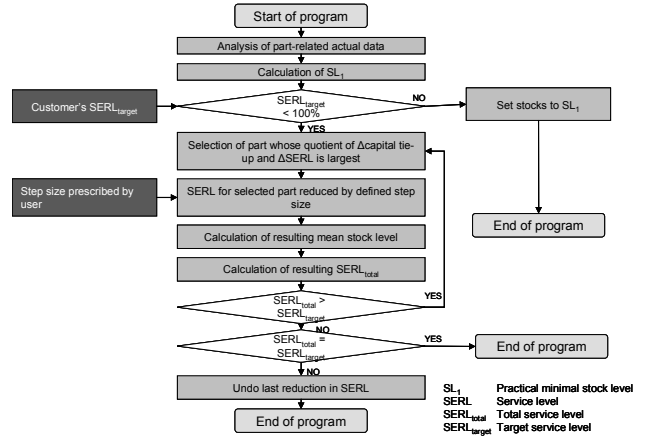 Start of program
Analysis of part-related actual data
Calculation of SL1
Customer's SERLtarget
SERLtarget
< 100%
NO
Set stocks to SL1
YES
Selection of part whose quotient of Δcapital tie-
up and ΔSERL is largest
Step size prescribed by
user
SERL for selected part reduced by defined step
size
End of program
Calculation of resulting mean stock level
Calculation of resulting SERLtotal
SERLtotal >
SERLtarget
YES
NO
SERLtotal =
SERLtarget
YES
End of program
NO
Undo last reduction in SERL
End of program
SL1 Practical minimal stock level
SERL Service level
SERLtotal Total service level
SERLtarget Target service level